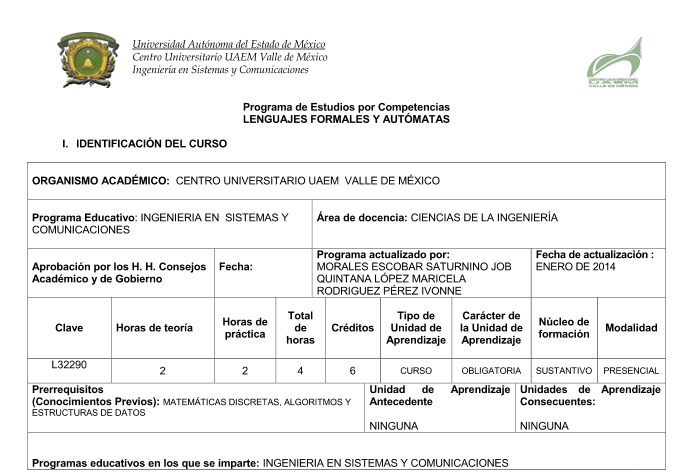 Universidad Autónoma del Estado de México
Centro Universitario UAEM Valle de México
Ingeniería en Sistemas y Comunicaciones
Programa de Estudios por Competencias
LENGUAJES FORMALES Y AUTÓMATAS
I. IDENTIFICACIÓN DEL CURSO
ORGANISMO ACADÉMICO: CENTRO UNIVERSITARIO UAEM VALLE DE MÉXICO
Programa Educativo: INGENIERIA EN SISTEMAS Y
COMUNICACIONES
Área de docencia: CIENCIAS DE LA INGENIERÍA
Aprobación por los H. H. Consejos
Académico y de Gobierno
Fecha:
Programa actualizado por:
MORALES ESCOBAR SATURNINO JOB
QUINTANA LÓPEZ MARICELA
RODRIGUEZ PÉREZ IVONNE
Fecha de actualización :
ENERO DE 2014
Clave
Horas de teoría
Horas de
práctica
Total
de
horas
Créditos
Tipo de
Unidad de
Aprendizaje
Carácter de
la Unidad de
Aprendizaje
Núcleo de
formación
Modalidad
L32290
2
2
4
6
CURSO
OBLIGATORIA
SUSTANTIVO
PRESENCIAL
Prerrequisitos
(Conocimientos Previos): MATEMÁTICAS DISCRETAS, ALGORITMOS Y
ESTRUCTURAS DE DATOS
Unidad de Aprendizaje
Antecedente
NINGUNA
Unidades de Aprendizaje
Consecuentes:
NINGUNA
Programas educativos en los que se imparte: INGENIERIA EN SISTEMAS Y COMUNICACIONES